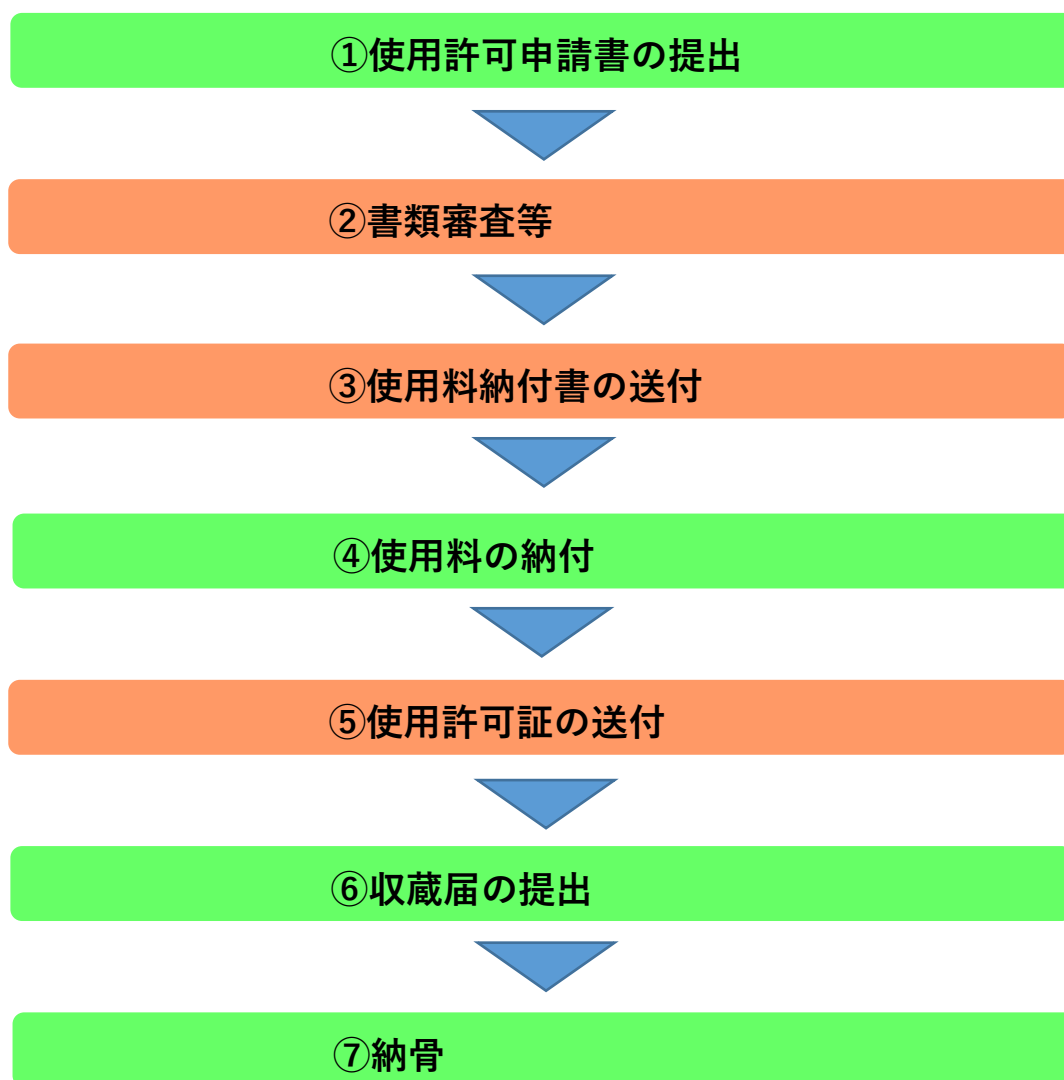 ①使用許可申請書の提出
②書類審査等
③使用料納付書の送付
④使用料の納付
⑤使用許可証の送付
⑥収蔵届の提出
⑦納骨